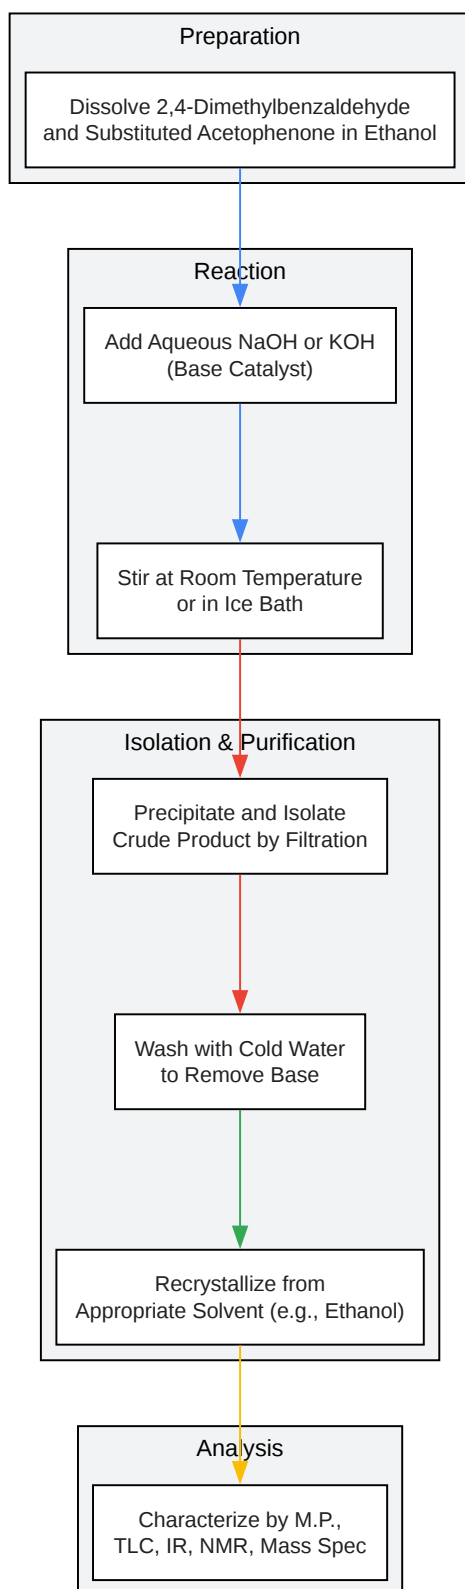 Preparation
Dissolve 2,4-Dimethylbenzaldehyde
and Substituted Acetophenone in Ethanol
Reaction
Add Aqueous NaOH or KOH
(Base Catalyst)
Stir at Room Temperature
or in Ice Bath
Isolation & Purification
Precipitate and Isolate
Crude Product by Filtration
Wash with Cold Water
to Remove Base
Recrystallize from
Appropriate Solvent (e.g., Ethanol)
Analysis
Characterize by M.P.,
TLC, IR, NMR, Mass Spec